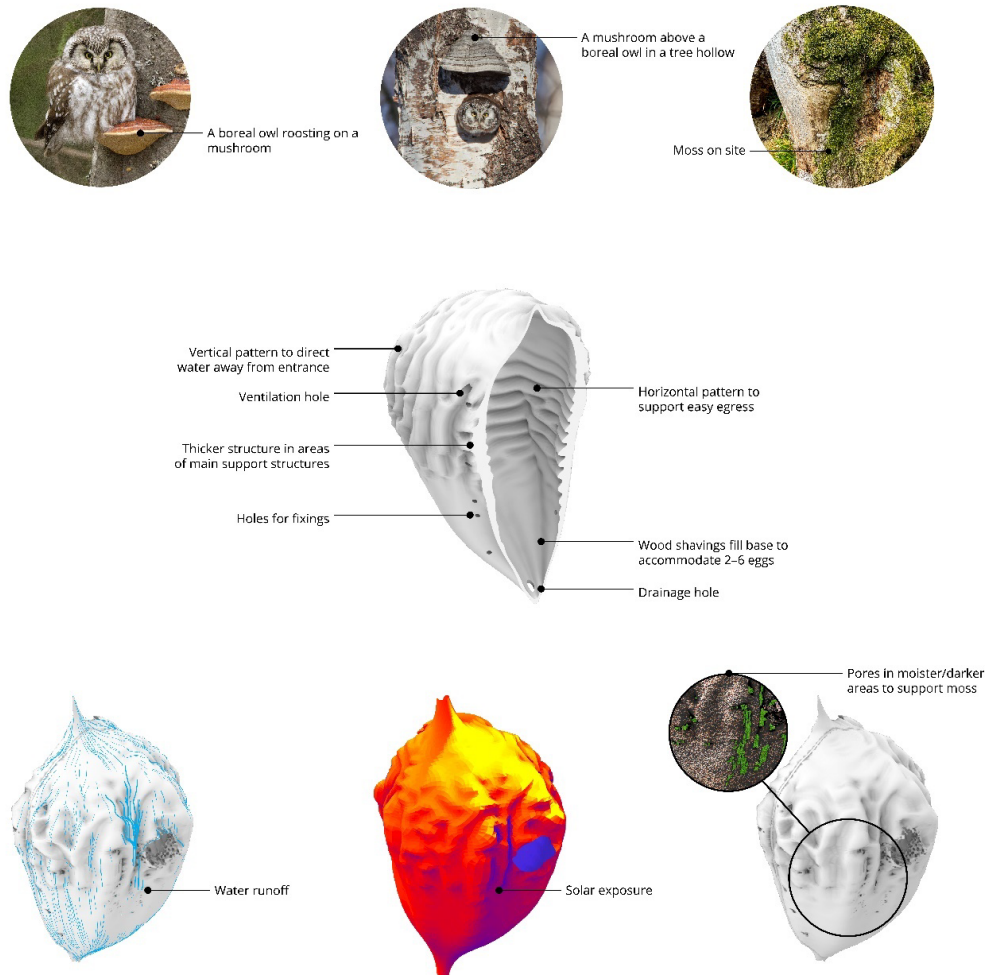 A boreal owl roosting on a
mushroom
A mushroom above a
boreal owl in a tree hollow
Moss on site
Vertical pattern to direct
water away from entrance
Ventilation hole
Thicker structure in areas
of main support structures
Holes for fixings
Horizontal pattern to
support easy egress
Wood shavings fill base to
accommodate 2–6 eggs
Drainage hole
Water runoff
Solar exposure
Pores in moister/darker
areas to support moss